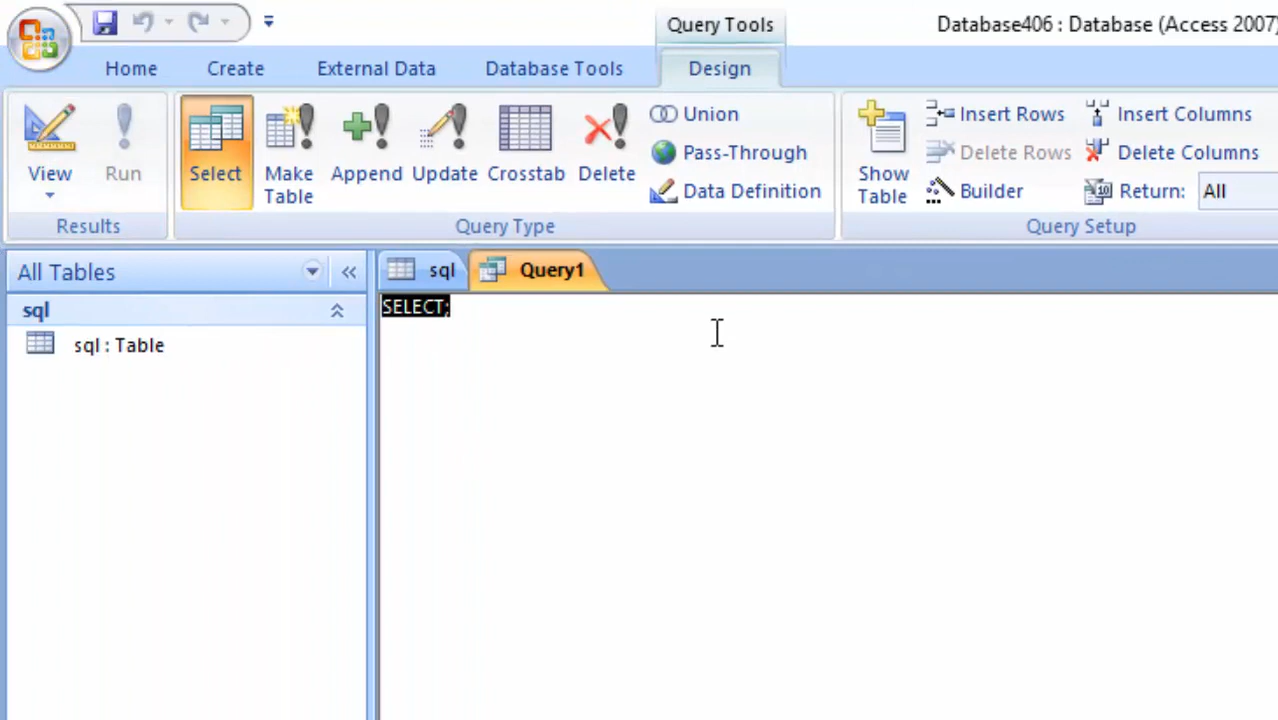 Query Tools
Database406 : Database (Access 2007)
Home Create External Data Database Tools Design
View
Run
Select
Make Table
Append
Update
Crosstab
Delete
Union
Pass-Through
Data Definition
Show Table
Insert Rows
Delete Rows
Builder
Insert Columns
Delete Columns
Return: All
Results
Query Type
Query Setup
All Tables
sql
Query1
sql
SELECT;
sql : Table